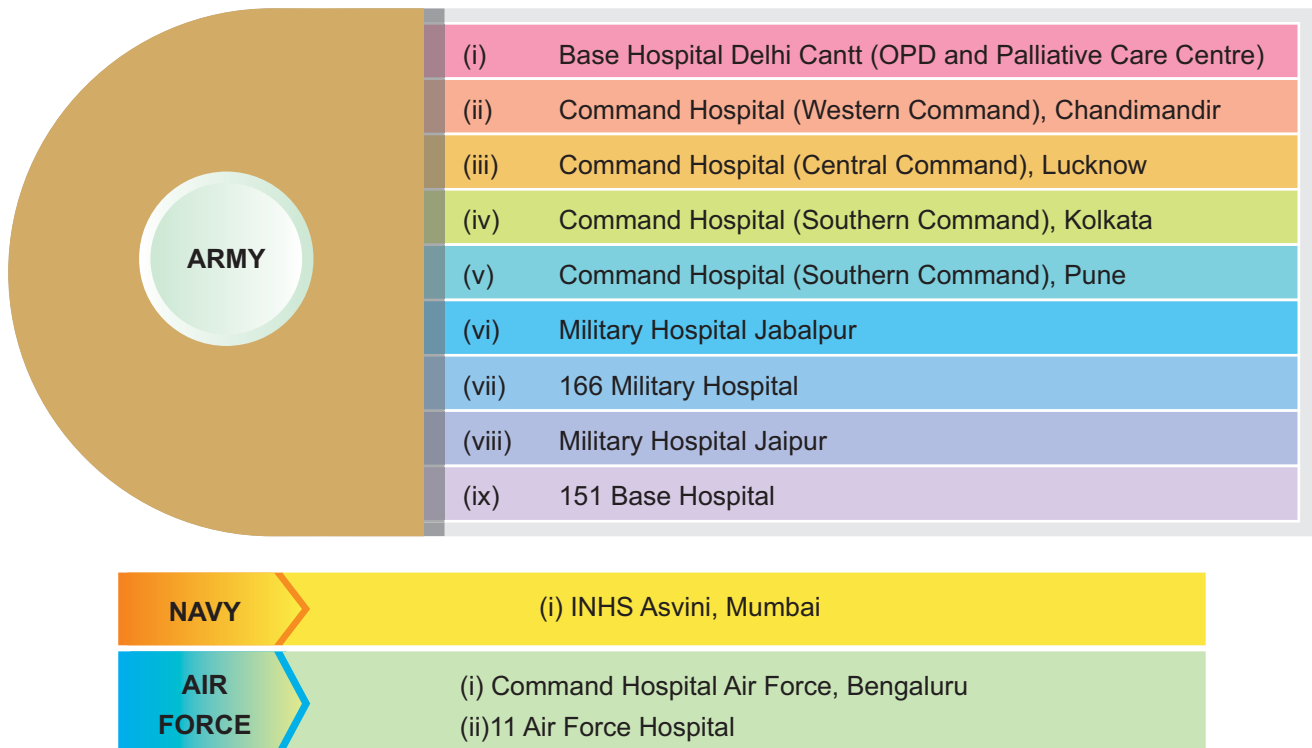 ARMY
(i) Base Hospital Delhi Cantt (OPD and Palliative Care Centre)
(ii) Command Hospital (Western Command), Chandimandir
(iii) Command Hospital (Central Command), Lucknow
(iv) Command Hospital (Southern Command), Kolkata
(v) Command Hospital (Southern Command), Pune
(vi) Military Hospital Jabalpur
(vii) 166 Military Hospital
(viii) Military Hospital Jaipur
(ix) 151 Base Hospital
NAVY
(i) INHS Asvini, Mumbai
AIR
FORCE
(i) Command Hospital Air Force, Bengaluru
(ii)11 Air Force Hospital